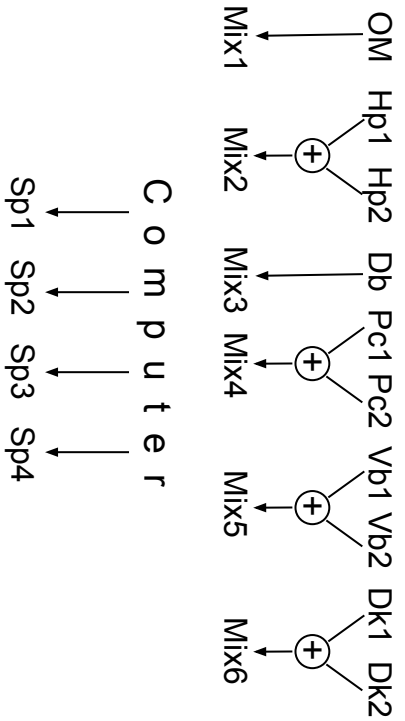 OM Hp1 Hp2 Db Pc1 Pc2 Vb1 Vb2 Dk1 Dk2
+ + + +
Mix1 Mix2 Mix3 Mix4 Mix5 Mix6
C o m p u t e r
Sp1 Sp2 Sp3 Sp4